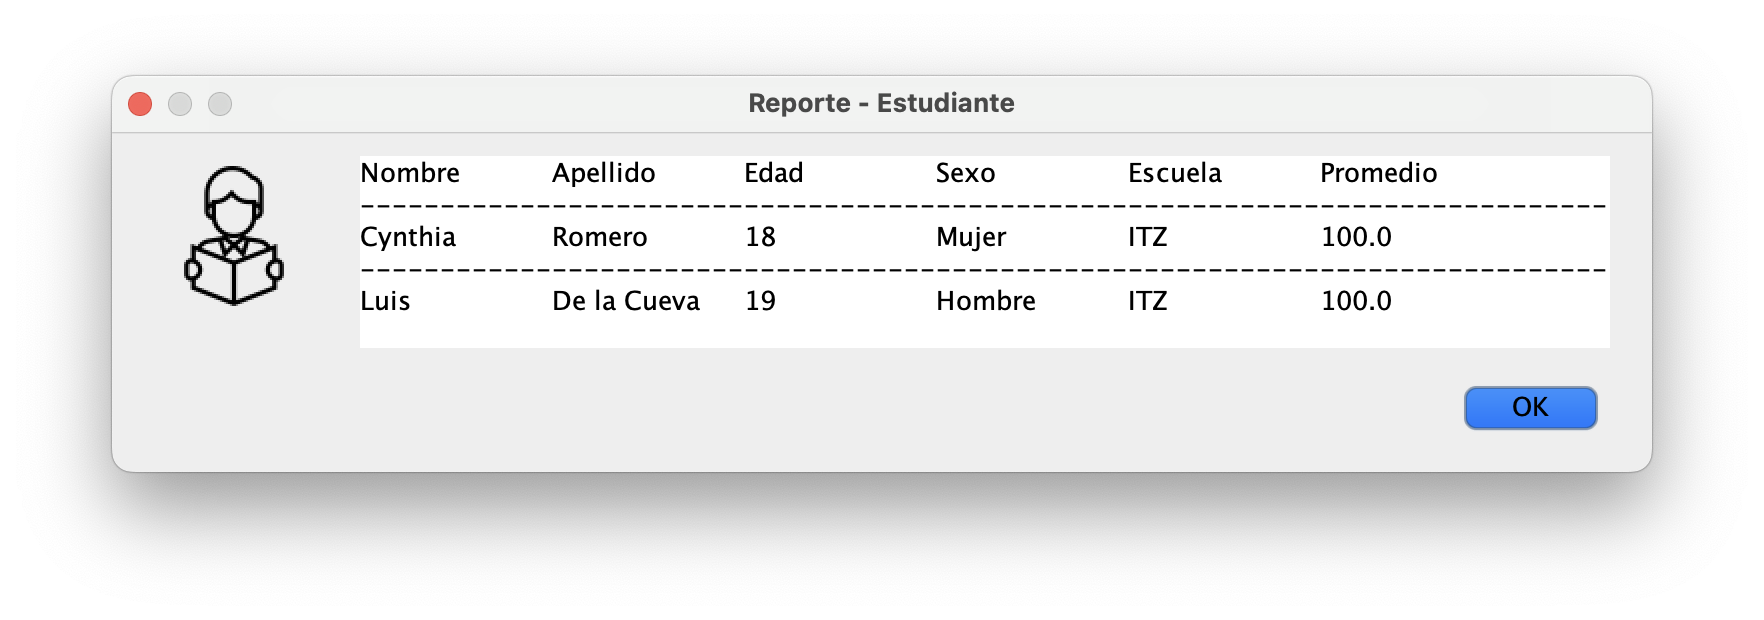 Reporte - Estudiante
Nombre Apellido Edad Sexo Escuela Promedio
---------------------------------------------------------------------
Cynthia Romero 18 Mujer ITZ 100.0
---------------------------------------------------------------------
Luis De la Cueva 19 Hombre ITZ 100.0
OK